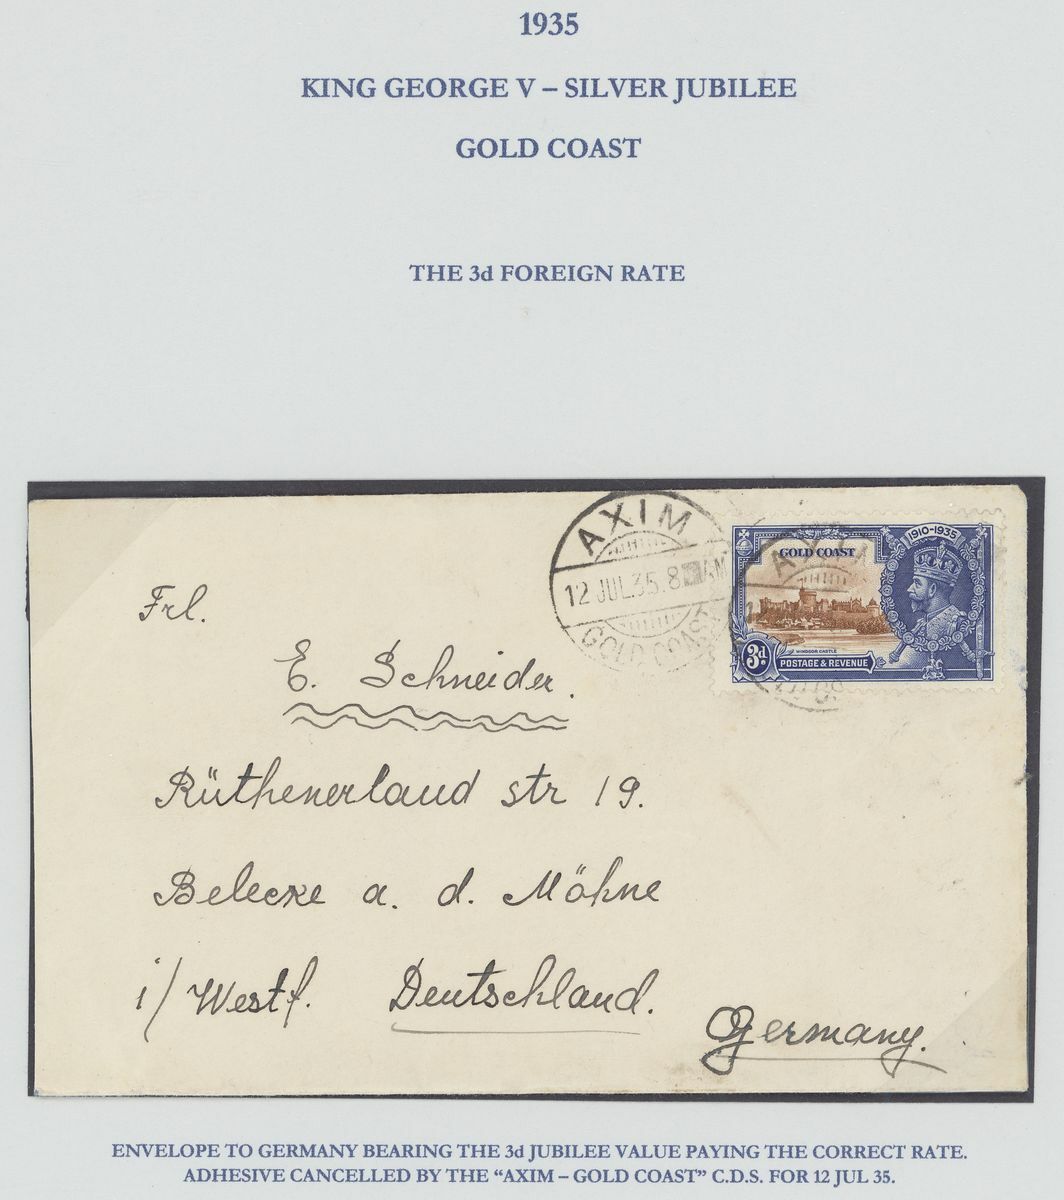 1935
KING GEORGE V – SILVER JUBILEE
GOLD COAST
THE 3d FOREIGN RATE
AXIM
12 JUL.35.8 AM
GOLD COAST
1910-1935
GOLD COAST
WINDSOR CASTLE
3d.
POSTAGE & REVENUE
Frl.
E. Schneider.
Rüthenerland str 19.
Belecke a. d. Möhne
i/Westf. Deutschland.
Germany.
ENVELOPE TO GERMANY BEARING THE 3d JUBILEE VALUE PAYING THE CORRECT RATE.
ADHESIVE CANCELLED BY THE “AXIM – GOLD COAST” C.D.S. FOR 12 JUL 35.